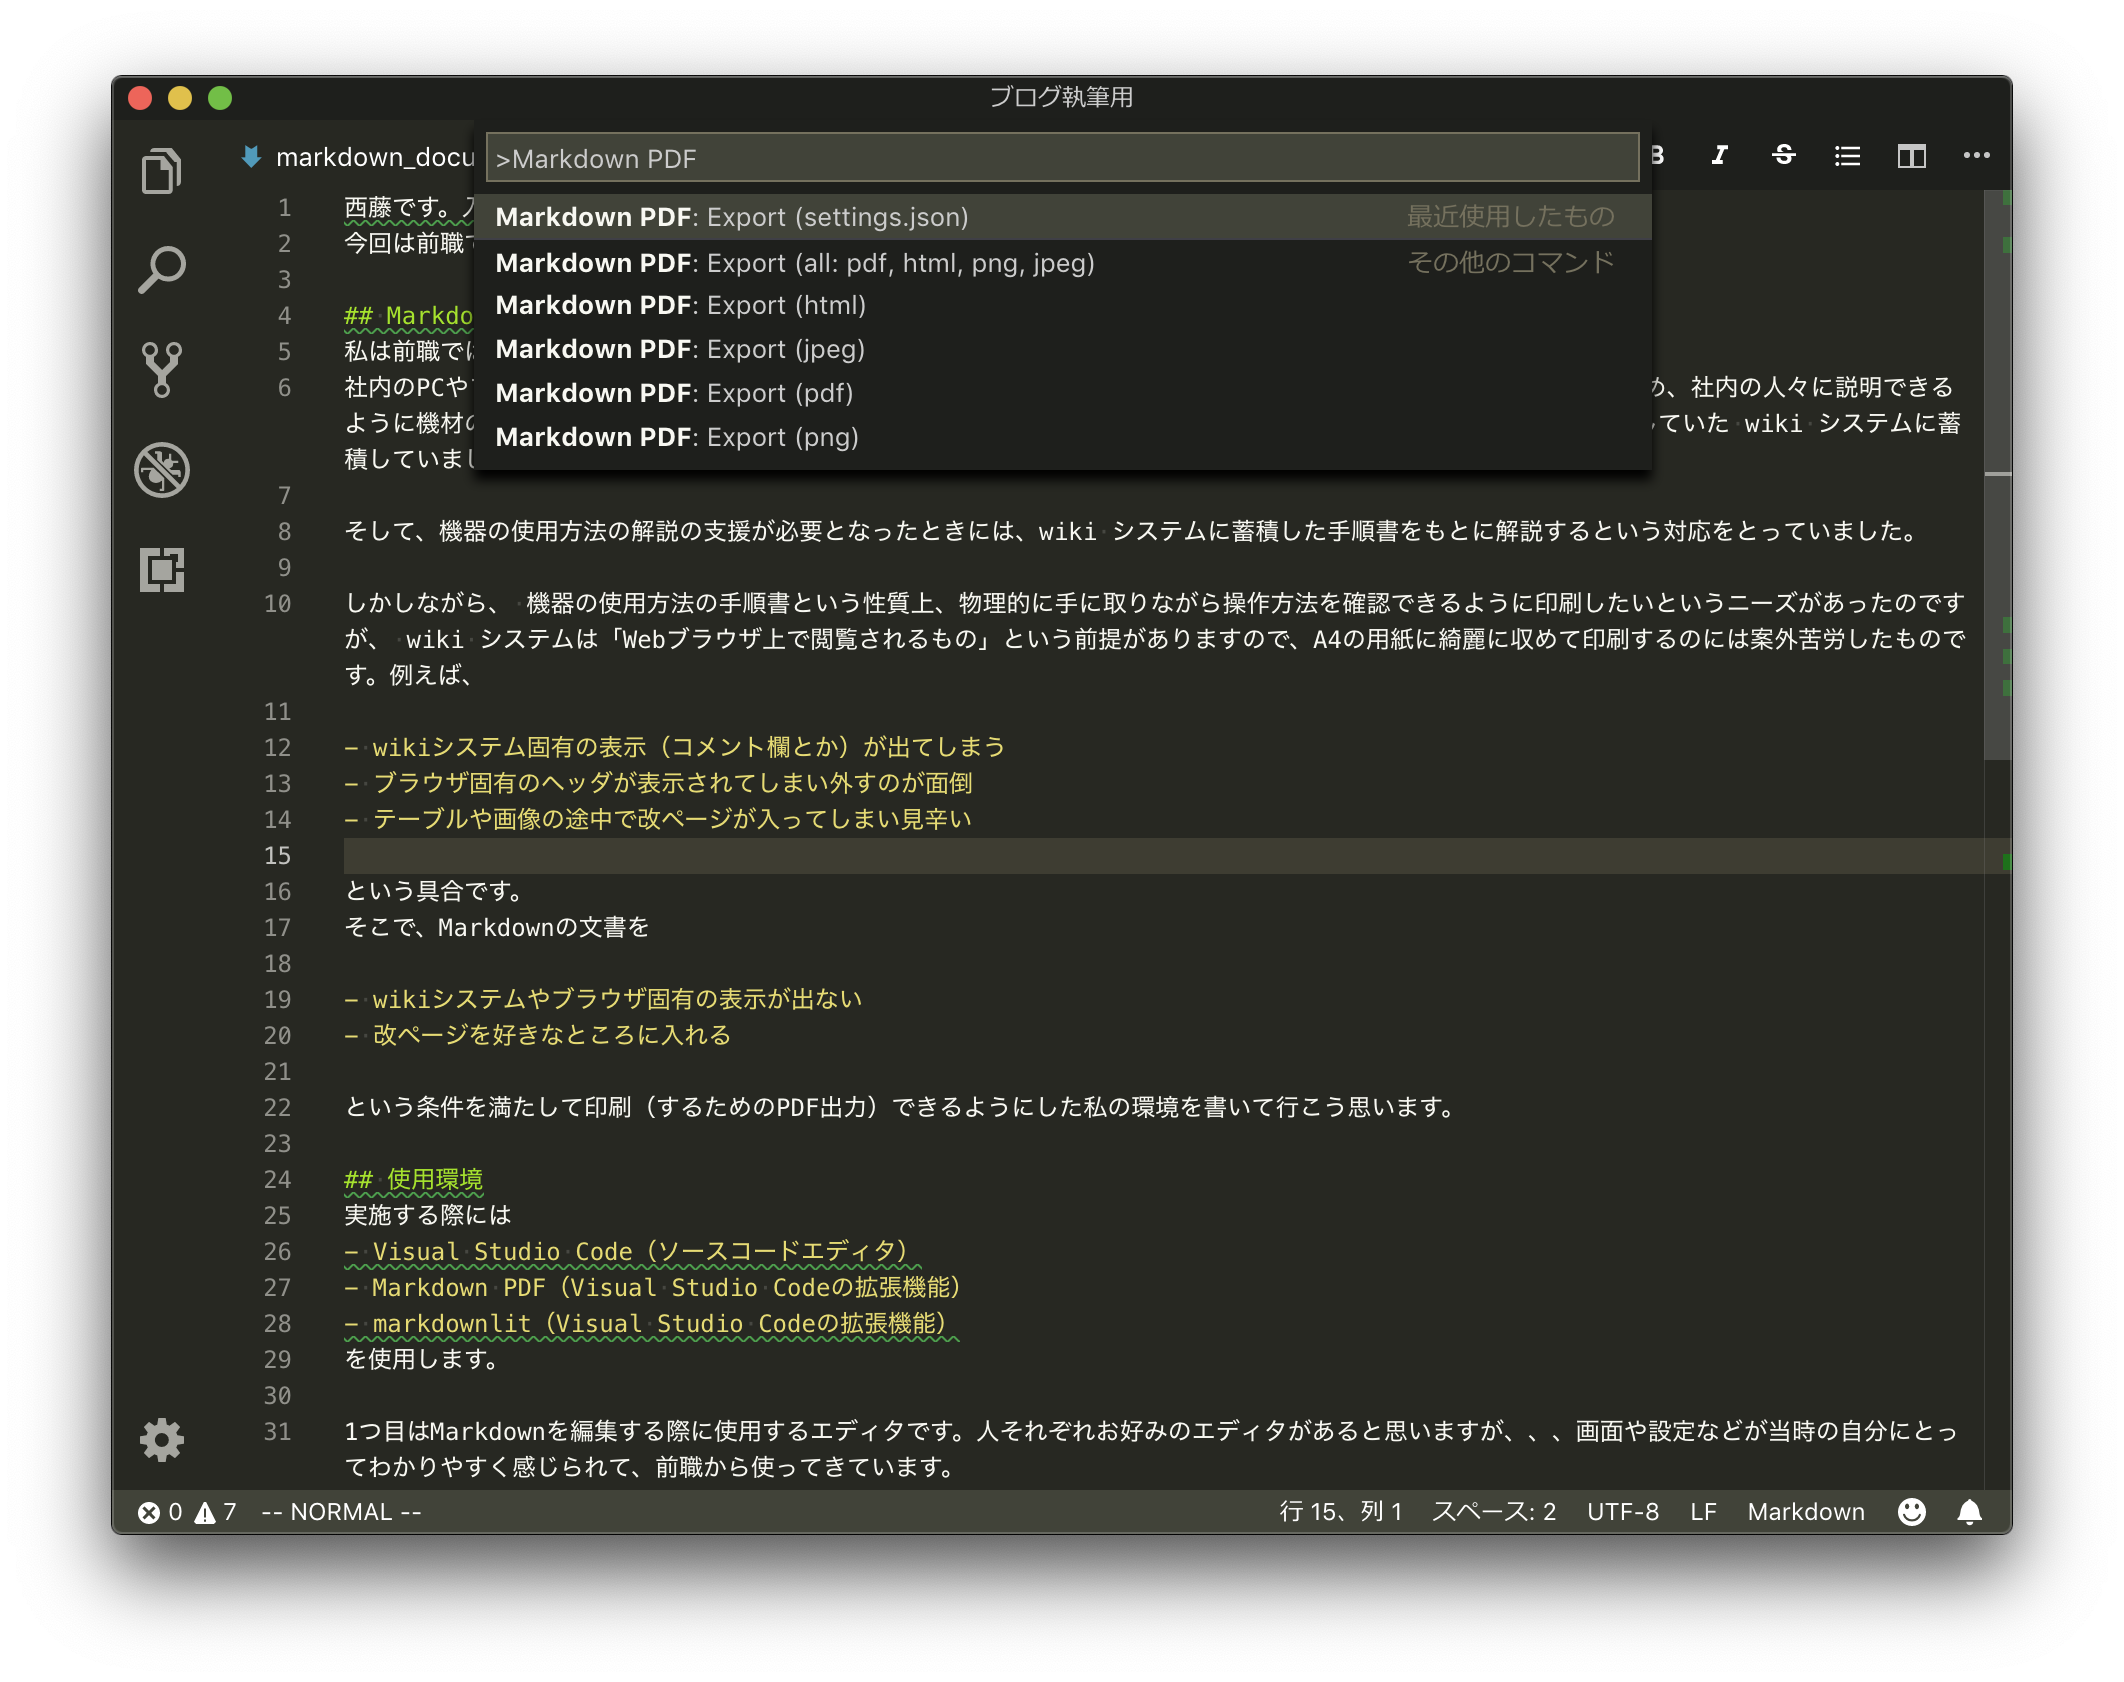 ブログ執筆用
markdown_docu
>Markdown PDF
B I S
Markdown PDF: Export (settings.json) 最近使用したもの
Markdown PDF: Export (all: pdf, html, png, jpeg) その他のコマンド
Markdown PDF: Export (html)
Markdown PDF: Export (jpeg)
Markdown PDF: Export (pdf)
Markdown PDF: Export (png)
1 西藤です。
2 今回は前職
3
4 ## Markdo
5 私は前職で
6 社内のPCや め、社内の人々に説明できる
ように機材の ていた wiki システムに蓄
積していまし
7
8 そして、機器の使用方法の解説の支援が必要となったときには、wiki システムに蓄積した手順書をもとに解説するという対応をとっていました。
9
10 しかしながら、 機器の使用方法の手順書という性質上、物理的に手に取りながら操作方法を確認できるように印刷したいというニーズがあったのです
が、 wiki システムは「Webブラウザ上で閲覧されるもの」という前提がありますので、A4の用紙に綺麗に収めて印刷するのには案外苦労したもので
す。例えば、
11
12 - wikiシステム固有の表示（コメント欄とか）が出てしまう
13 - ブラウザ固有のヘッダが表示されてしまい外すのが面倒
14 - テーブルや画像の途中で改ページが入ってしまい見辛い
15
16 という具合です。
17 そこで、Markdownの文書を
18
19 - wikiシステムやブラウザ固有の表示が出ない
20 - 改ページを好きなところに入れる
21
22 という条件を満たして印刷（するためのPDF出力）できるようにした私の環境を書いて行こう思います。
23
24 ## 使用環境
25 実施する際には
26 - Visual Studio Code（ソースコードエディタ）
27 - Markdown PDF（Visual Studio Codeの拡張機能）
28 - markdownlit（Visual Studio Codeの拡張機能）
29 を使用します。
30
31 1つ目はMarkdownを編集する際に使用するエディタです。人それぞれお好みのエディタがあると思いますが、、、画面や設定などが当時の自分にとっ
てわかりやすく感じられて、前職から使ってきています。
0 7 -- NORMAL -- 行 15、列 1 スペース: 2 UTF-8 LF Markdown